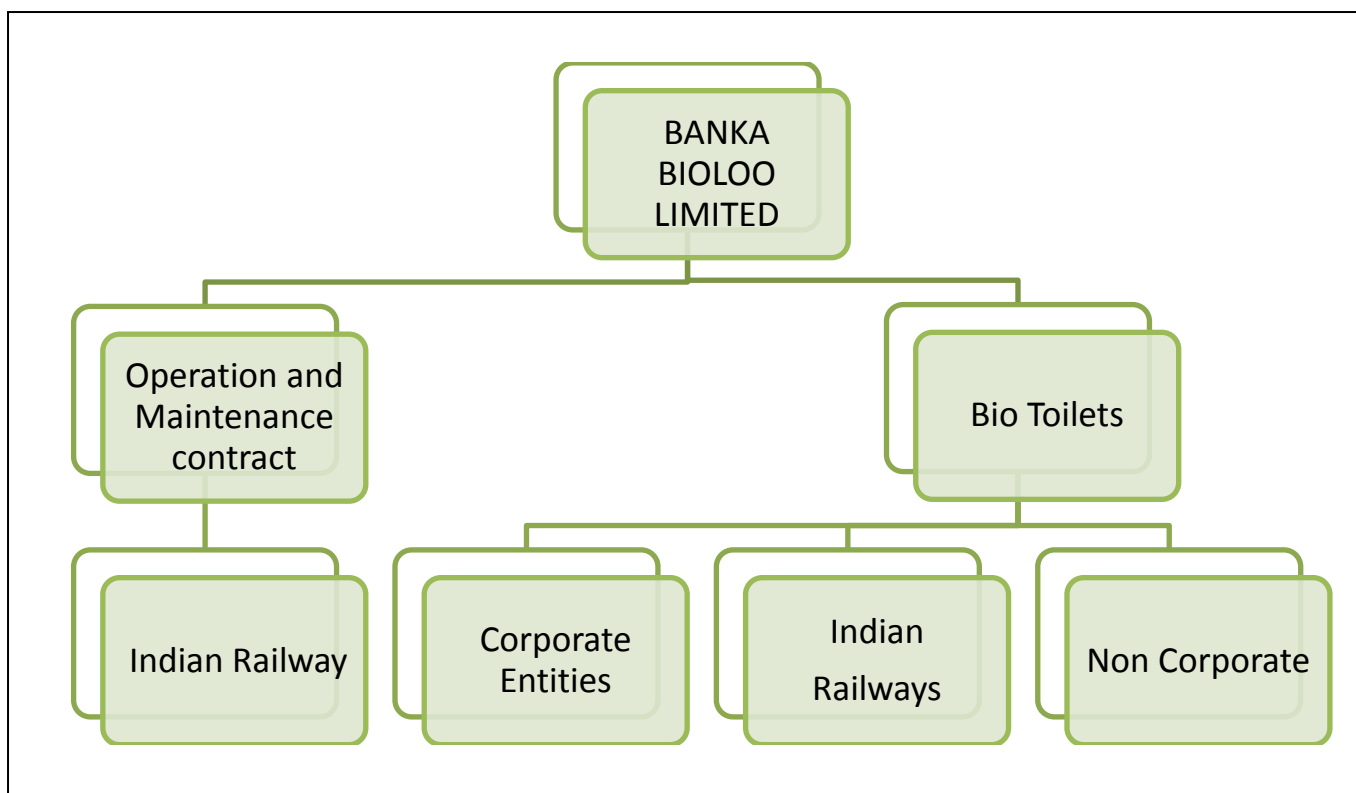 BANKA
BIOLOO
LIMITED
Operation and
Maintenance
contract
Bio Toilets
Indian Railway
Corporate
Entities
Indian
Railways
Non Corporate